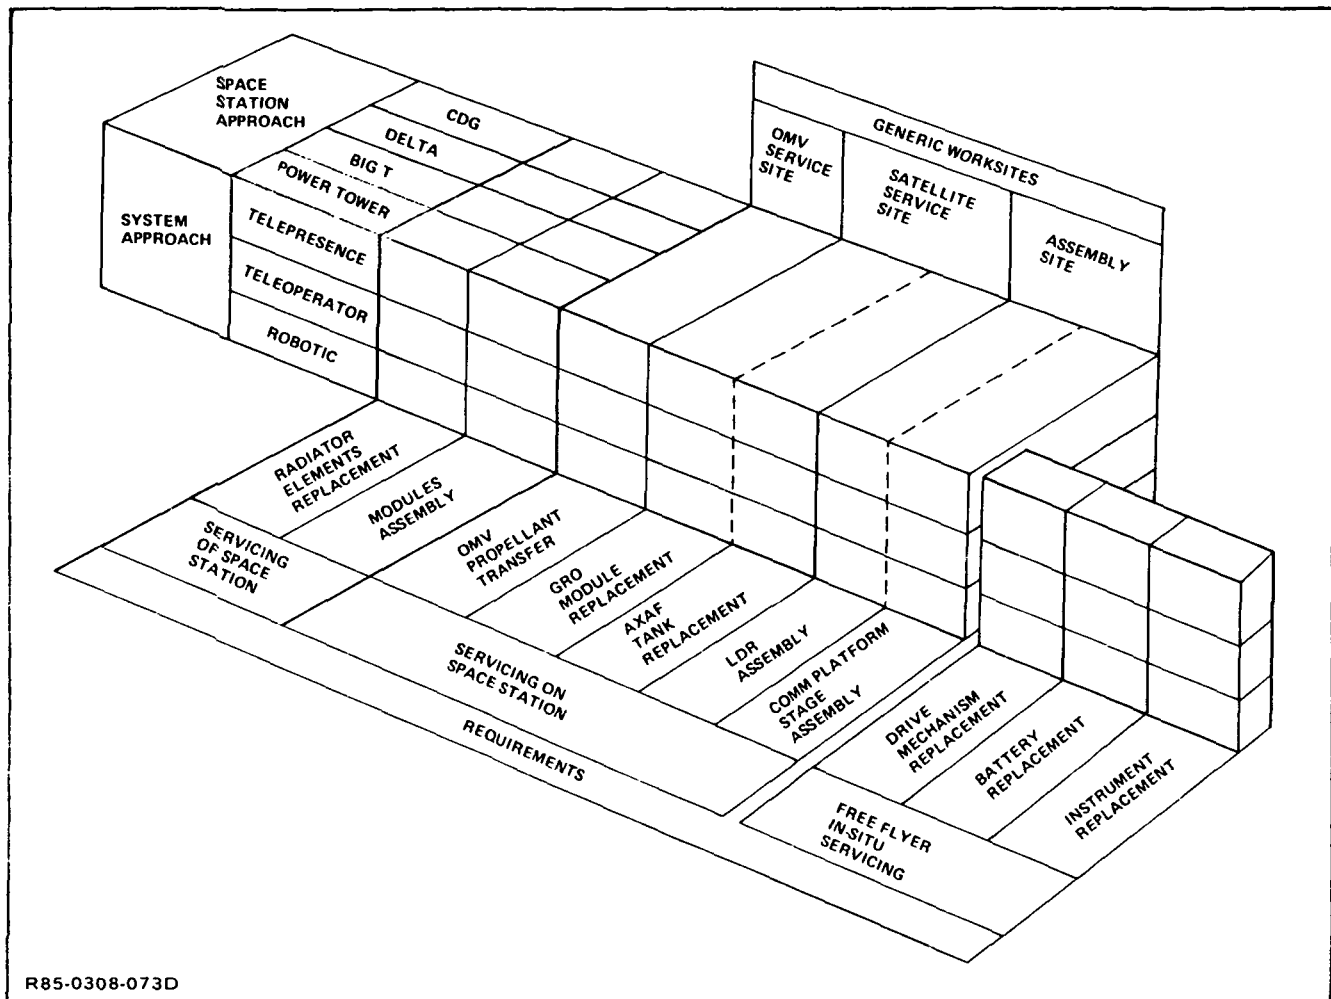 SPACE
STATION
APPROACH
CDG
DELTA
BIG T
POWER TOWER
SYSTEM
APPROACH
TELEPRESENCE
TELEOPERATOR
ROBOTIC
GENERIC WORKSITES
OMV
SERVICE
SITE
SATELLITE
SERVICE
SITE
ASSEMBLY
SITE
RADIATOR
ELEMENTS
REPLACEMENT
MODULES
ASSEMBLY
OMV
PROPELLANT
TRANSFER
GRO
MODULE
REPLACEMENT
AXAF
TANK
REPLACEMENT
LDR
ASSEMBLY
COMM PLATFORM
STAGE
ASSEMBLY
DRIVE
MECHANISM
REPLACEMENT
BATTERY
REPLACEMENT
INSTRUMENT
REPLACEMENT
SERVICING
OF SPACE
STATION
SERVICING ON
SPACE STATION
FREE FLYER
IN-SITU
SERVICING
REQUIREMENTS
R85-0308-073D